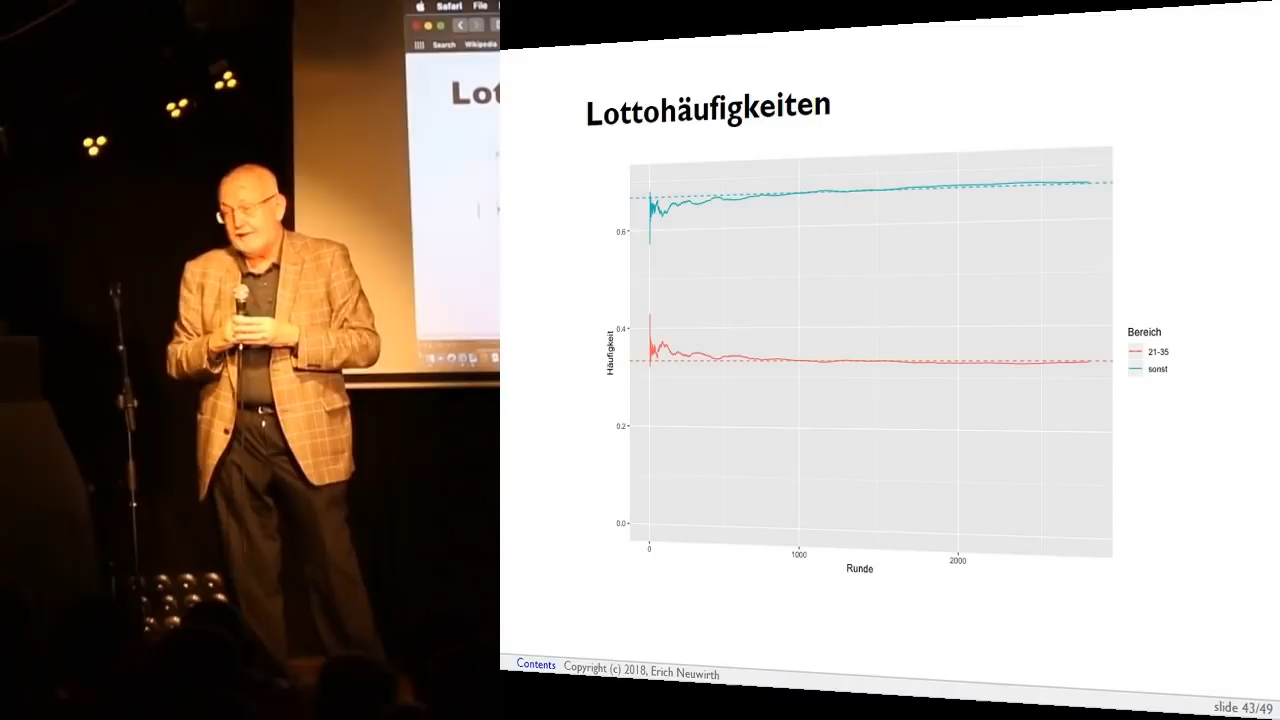 Safari File
Search Wikipedia
Lot
Lottohäufigkeiten
0.6
0.4
0.2
0.0
Häufigkeit
0
1000
2000
Runde
Bereich
21-35
sonst
Contents Copyright (c) 2018, Erich Neuwirth
slide 43/49